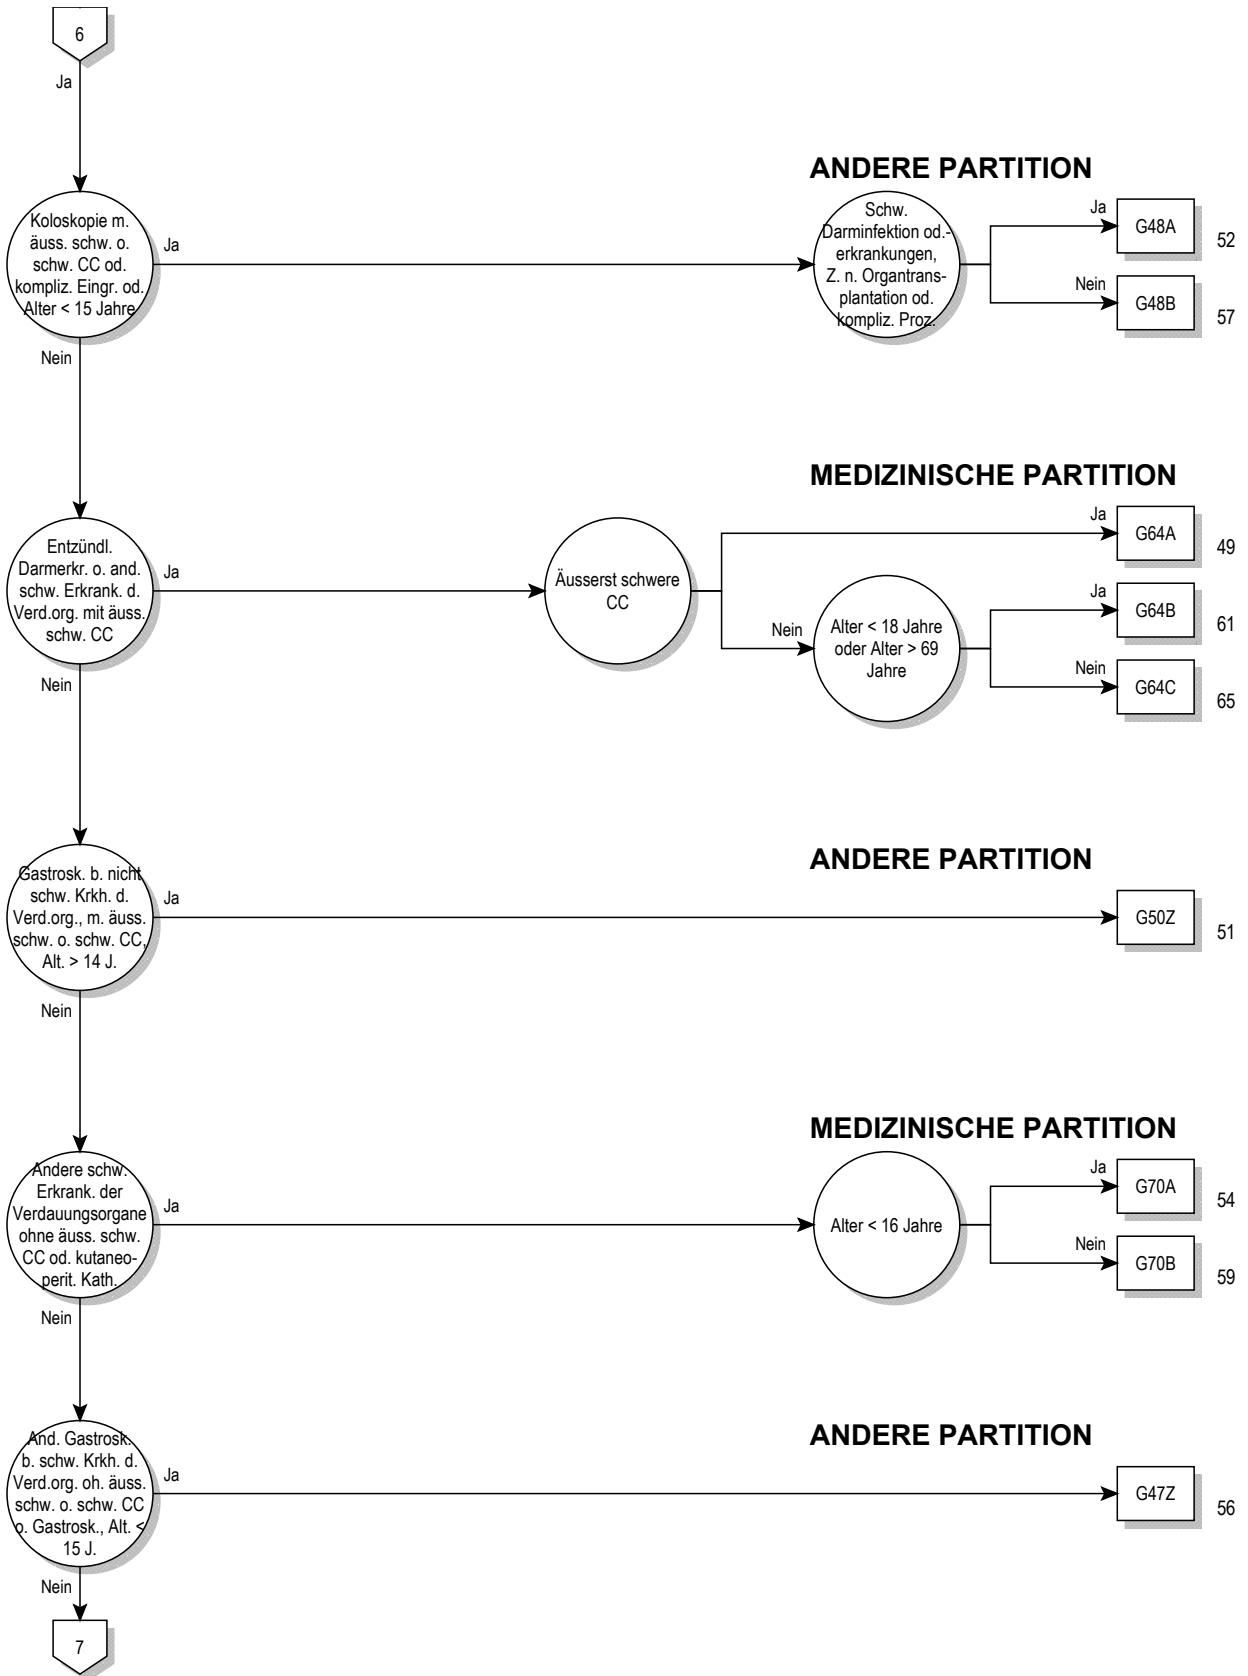 6
Ja
ANDERE PARTITION
Koloskopie m.
äuss. schw. o.
schw. CC od.
kompliz. Eingr. od.
Alter < 15 Jahre
Ja
Schw.
Darminfektion od.-
erkrankungen,
Z. n. Organtrans-
plantation od.
kompliz. Proz.
Ja
G48A
52
Nein
G48B
57
Nein
MEDIZINISCHE PARTITION
Entzündl.
Darmerkr. o. and.
schw. Erkrank. d.
Verd.org. mit äuss.
schw. CC
Ja
Äusserst schwere
CC
Ja
G64A
49
Nein
Alter < 18 Jahre
oder Alter > 69
Jahre
Ja
G64B
61
Nein
G64C
65
Nein
ANDERE PARTITION
Gastrosk. b. nicht
schw. Krkh. d.
Verd.org., m. äuss.
schw. o. schw. CC,
Alt. > 14 J.
Ja
G50Z
51
Nein
MEDIZINISCHE PARTITION
Andere schw.
Erkrank. der
Verdauungsorgane
ohne äuss. schw.
CC od. kutaneo-
perit. Kath.
Ja
Alter < 16 Jahre
Ja
G70A
54
Nein
G70B
59
Nein
ANDERE PARTITION
And. Gastrosk.
b. schw. Krkh. d.
Verd.org. oh. äuss.
schw. o. schw. CC
o. Gastrosk., Alt. <
15 J.
Ja
G47Z
56
Nein
7